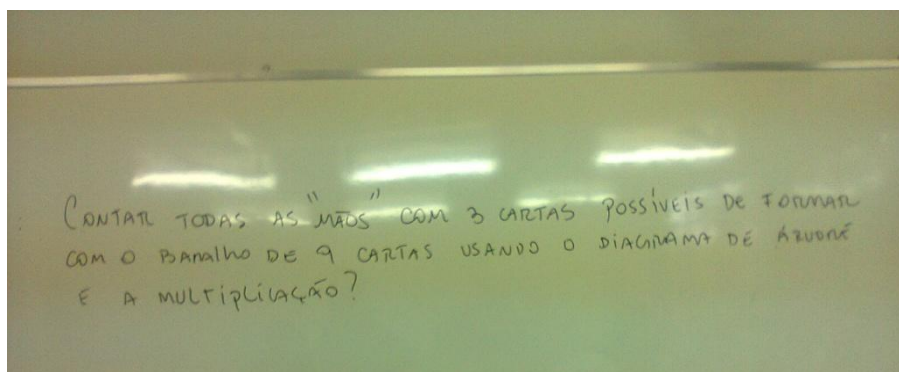 CONTAR TODAS AS "MÃOS" COM 3 CARTAS POSSÍVEIS DE FORMAR
COM O BARALHO DE 9 CARTAS USANDO O DIAGRAMA DE ÁRVORE
E A MULTIPLICAÇÃO?